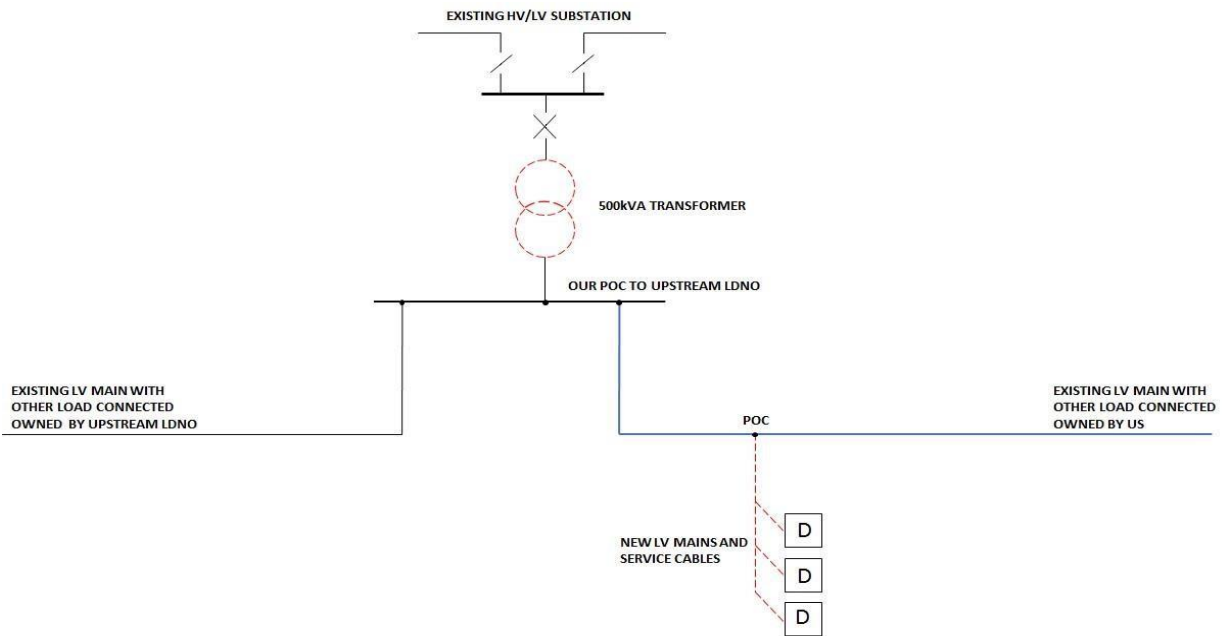 EXISTING HV/LV SUBSTATION
500kVA TRANSFORMER
OUR POC TO UPSTREAM LDNO
EXISTING LV MAIN WITH
OTHER LOAD CONNECTED
OWNED BY UPSTREAM LDNO
EXISTING LV MAIN WITH
OTHER LOAD CONNECTED
OWNED BY US
POC
NEW LV MAINS AND
SERVICE CABLES
D
D
D